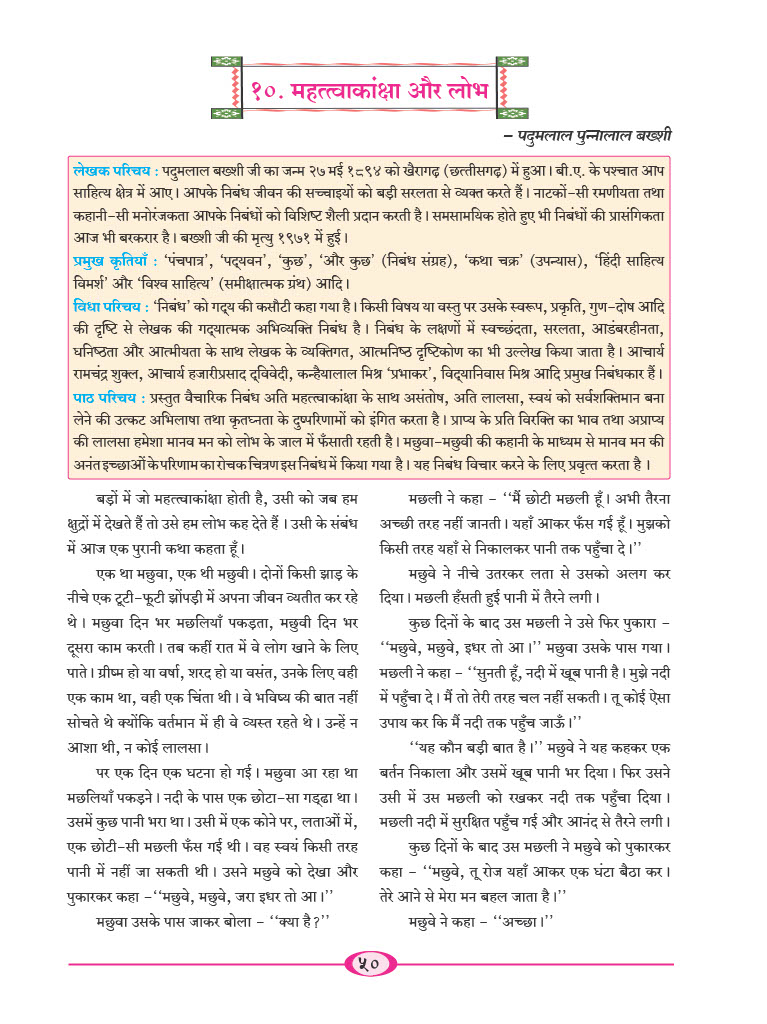 १०. महत्त्वाकांक्षा और लोभ
– पदुमलाल पुन्नालाल बख्शी
लेखक परिचय : पदुमलाल बख्शी जी का जन्म २७ मई १८९४ को खैरागढ़ (छत्तीसगढ़) में हुआ । बी.ए. के पश्चात आप
साहित्य क्षेत्र में आए । आपके निबंध जीवन की सच्चाइयों को बड़ी सरलता से व्यक्त करते हैं । नाटकों-सी रमणीयता तथा
कहानी-सी मनोरंजकता आपके निबंधों को विशिष्ट शैली प्रदान करती है । समसामयिक होते हुए भी निबंधों की प्रासंगिकता
आज भी बरकरार है । बख्शी जी की मृत्यु १९७१ में हुई ।
प्रमुख कृतियाँ : ‘पंचपात्र’, ‘पद्‌यवन’, ‘कुछ’, ‘और कुछ’ (निबंध संग्रह), ‘कथा चक्र’ (उपन्यास), ‘हिंदी साहित्य
विमर्श’ और ‘विश्व साहित्य’ (समीक्षात्मक ग्रंथ) आदि ।
विधा परिचय : ‘निबंध’ को गद्‌य की कसौटी कहा गया है । किसी विषय या वस्तु पर उसके स्वरूप, प्रकृति, गुण-दोष आदि
की दृष्टि से लेखक की गद्‌यात्मक अभिव्यक्ति निबंध है । निबंध के लक्षणों में स्वच्छंदता, सरलता, आडंबरहीनता,
घनिष्ठता और आत्मीयता के साथ लेखक के व्यक्तिगत, आत्मनिष्ठ दृष्टिकोण का भी उल्लेख किया जाता है । आचार्य
रामचंद्र शुक्ल, आचार्य हजारीप्रसाद द्‌विवेदी, कन्हैयालाल मिश्र ‘प्रभाकर’, विद्‌यानिवास मिश्र आदि प्रमुख निबंधकार हैं ।
पाठ परिचय : प्रस्तुत वैचारिक निबंध अति महत्वाकांक्षा के साथ असंतोष, अति लालसा, स्वयं को सर्वशक्तिमान बना
लेने की उत्कट अभिलाषा तथा कृतघ्नता के दुष्परिणामों को इंगित करता है । प्राप्य के प्रति विरक्ति का भाव तथा अप्राप्य
की लालसा हमेशा मानव मन को लोभ के जाल में फँसाती रहती है । मछुवा-मछुवी की कहानी के माध्यम से मानव मन की
अनंत इच्छाओं के परिणाम का रोचक चित्रण इस निबंध में किया गया है । यह निबंध विचार करने के लिए प्रवृत्त करता है ।
बड़ों में जो महत्त्वाकांक्षा होती है, उसी को जब हम
क्षुद्रों में देखते हैं तो उसे हम लोभ कह देते हैं । उसी के संबंध
में आज एक पुरानी कथा कहता हूँ ।
एक था मछुवा, एक थी मछुवी । दोनों किसी झाड़ के
नीचे एक टूटी-फूटी झोंपड़ी में अपना जीवन व्यतीत कर रहे
थे । मछुवा दिन भर मछलियाँ पकड़ता, मछुवी दिन भर
दूसरा काम करती । तब कहीं रात में वे लोग खाने के लिए
पाते । ग्रीष्म हो या वर्षा, शरद हो या वसंत, उनके लिए वही
एक काम था, वही एक चिंता थी । वे भविष्य की बात नहीं
सोचते थे क्योंकि वर्तमान में ही वे व्यस्त रहते थे । उन्हें न
आशा थी, न कोई लालसा ।
पर एक दिन एक घटना हो गई । मछुवा आ रहा था
मछलियाँ पकड़ने । नदी के पास एक छोटा-सा गड्‌ढा था ।
उसमें कुछ पानी भरा था । उसी में एक कोने पर, लताओं में,
एक छोटी-सी मछली फँस गई थी । वह स्वयं किसी तरह
पानी में नहीं जा सकती थी । उसने मछुवे को देखा और
पुकारकर कहा -‘‘मछुवे, मछुवे, जरा इधर तो आ ।’’
मछुवा उसके पास जाकर बोला - ‘‘क्या है?’’
मछली ने कहा - ‘‘मैं छोटी मछली हूँ । अभी तैरना
अच्छी तरह नहीं जानती । यहाँ आकर फँस गई हूँ । मुझको
किसी तरह यहाँ से निकालकर पानी तक पहुँचा दे ।’’
मछुवे ने नीचे उतरकर लता से उसको अलग कर
दिया । मछली हँसती हुई पानी में तैरने लगी ।
कुछ दिनों के बाद उस मछली ने उसे फिर पुकारा -
‘‘मछुवे, मछुवे, इधर तो आ ।’’ मछुवा उसके पास गया ।
मछली ने कहा - ‘‘सुनती हूँ, नदी में खूब पानी है । मुझे नदी
में पहुँचा दे । मैं तो तेरी तरह चल नहीं सकती । तू कोई ऐसा
उपाय कर कि मैं नदी तक पहुँच जाऊँ ।’’
‘‘यह कौन बड़ी बात है ।’’ मछुवे ने यह कहकर एक
बर्तन निकाला और उसमें खूब पानी भर दिया । फिर उसने
उसी में उस मछली को रखकर नदी तक पहुँचा दिया ।
मछली नदी में सुरक्षित पहुँच गई और आनंद से तैरने लगी ।
कुछ दिनों के बाद उस मछली ने मछुवे को पुकारकर
कहा - ‘‘मछुवे, तू रोज यहाँ आकर एक घंटा बैठा कर ।
तेरे आने से मेरा मन बहल जाता है ।’’
मछुवे ने कहा - ‘‘अच्छा ।’’
५०